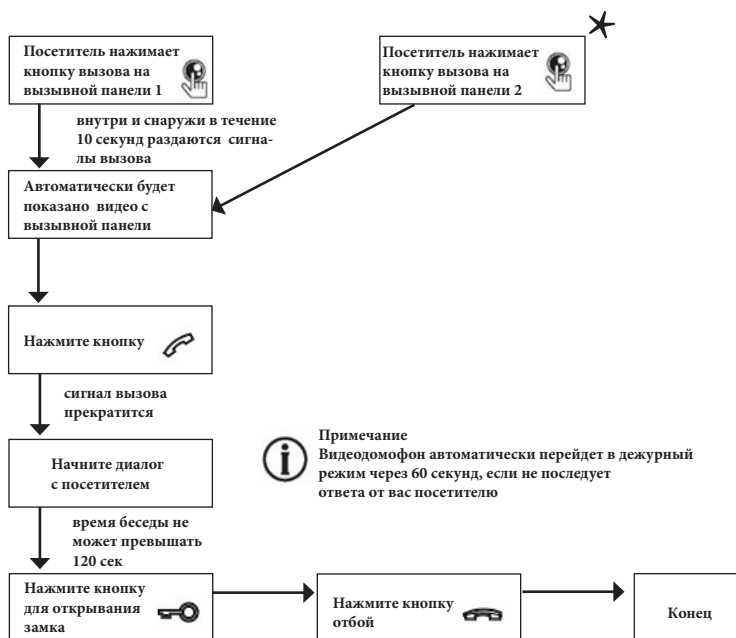 Посетитель нажимает
кнопку вызова на
вызывной панели 1
Посетитель нажимает
кнопку вызова на
вызывной панели 2
внутри и снаружи в течение
10 секунд раздаются сигна-
лы вызова
Автоматически будет
показано видео с
вызывной панели
Нажмите кнопку
сигнал вызова
прекратится
Начните диалог
с посетителем
Примечание
Видеодомофон автоматически перейдет в дежурный
режим через 60 секунд, если не последует
ответа от вас посетителю
время беседы не
может превышать
120 сек
Нажмите кнопку
для открывания
замка
Нажмите кнопку
отбой
Конец